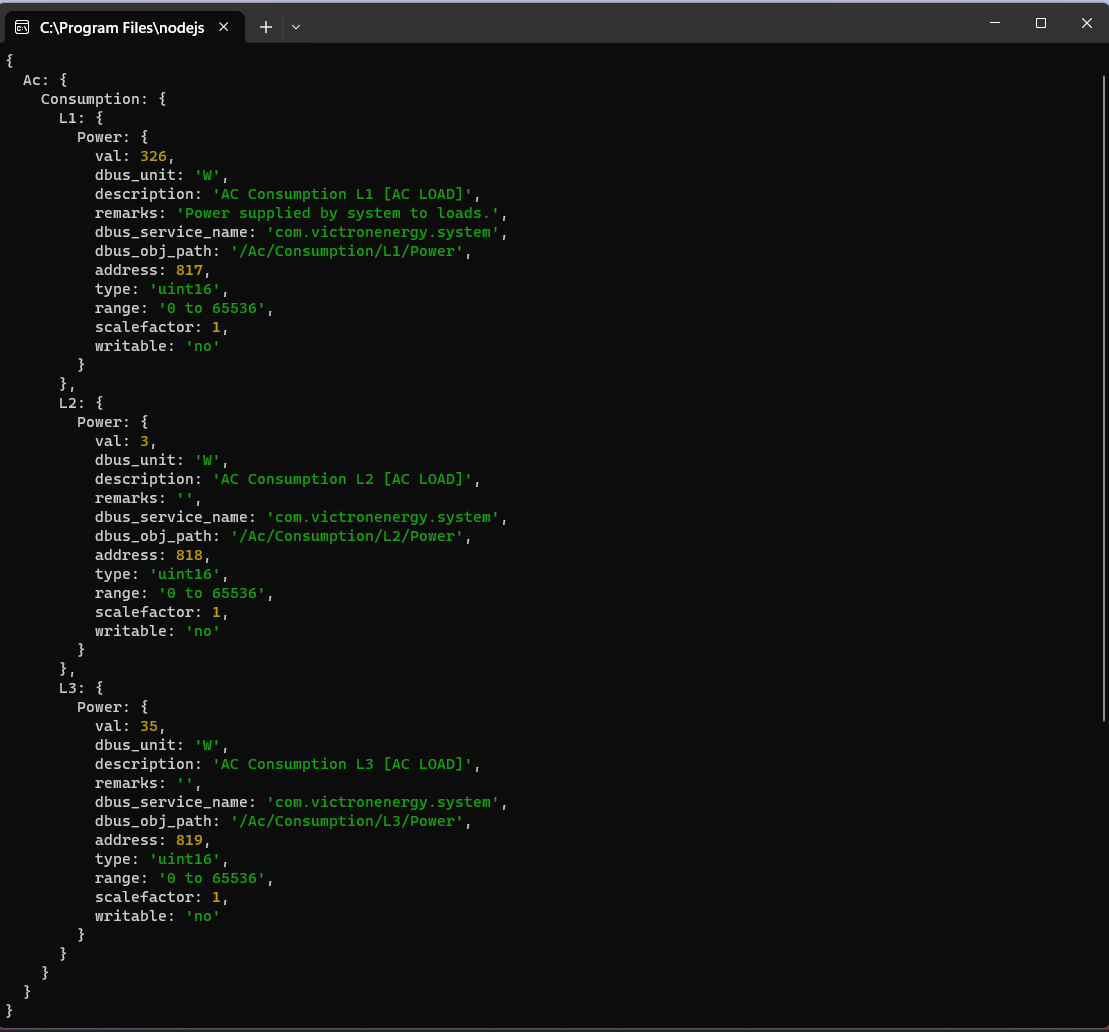 C:\Program Files\nodejs
{
  Ac: {
    Consumption: {
      L1: {
        Power: {
          val: 326,
          dbus_unit: 'W',
          description: 'AC Consumption L1 [AC LOAD]',
          remarks: 'Power supplied by system to loads.',
          dbus_service_name: 'com.victronenergy.system',
          dbus_obj_path: '/Ac/Consumption/L1/Power',
          address: 817,
          type: 'uint16',
          range: '0 to 65536',
          scalefactor: 1,
          writable: 'no'
        }
      },
      L2: {
        Power: {
          val: 3,
          dbus_unit: 'W',
          description: 'AC Consumption L2 [AC LOAD]',
          remarks: '',
          dbus_service_name: 'com.victronenergy.system',
          dbus_obj_path: '/Ac/Consumption/L2/Power',
          address: 818,
          type: 'uint16',
          range: '0 to 65536',
          scalefactor: 1,
          writable: 'no'
        }
      },
      L3: {
        Power: {
          val: 35,
          dbus_unit: 'W',
          description: 'AC Consumption L3 [AC LOAD]',
          remarks: '',
          dbus_service_name: 'com.victronenergy.system',
          dbus_obj_path: '/Ac/Consumption/L3/Power',
          address: 819,
          type: 'uint16',
          range: '0 to 65536',
          scalefactor: 1,
          writable: 'no'
        }
      }
    }
  }
}